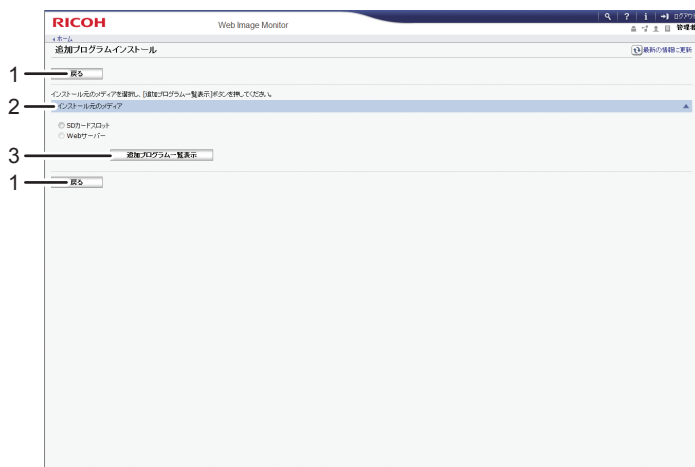 RICOH
Web Image Monitor
? i ログアウト
管理者
ホーム
追加プログラムインストール
最新の情報に更新
1 戻る
インストール元のメディアを選択し、[追加プログラム一覧表示]ボタンを押してください。
2 インストール元のメディア
SDカードスロット
Webサーバー
3 追加プログラム一覧表示
1 戻る